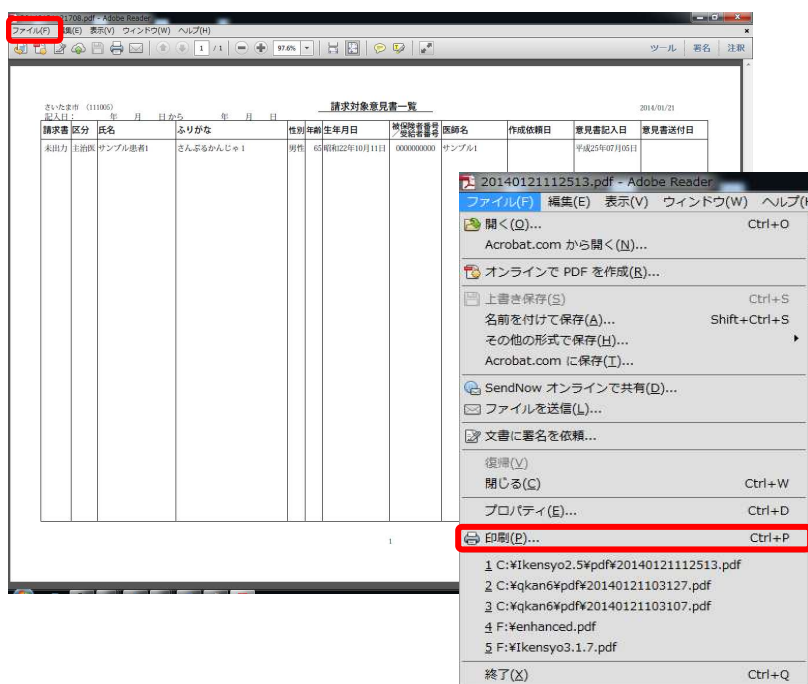 ファイル(F) 編集(E) 表示(V) ウィンドウ(W) ヘルプ(H)
1 / 1 97.6% ツール 署名 注釈
さいたま市 (111005) 請求対象意見書一覧 2014/01/21
記入日: 年 月 日から 年 月 日
請求書 区分 氏名 ふりがな 性別 年齢 生年月日 被保険者番号/受給者番号 医師名 作成依頼日 意見書記入日 意見書送付日
未出力 主治医 サンプル患者1 さんぷるかんじゃ1 男性 65 昭和22年10月11日 0000000000 サンプル1 平成25年07月05日
1
20140121112513.pdf - Adobe Reader
ファイル(F) 編集(E) 表示(V) ウィンドウ(W) ヘルプ(H
開く(O)... Ctrl+O
Acrobat.com から開く(N)...
オンラインで PDF を作成(R)...
上書き保存(S) Ctrl+S
名前を付けて保存(A)... Shift+Ctrl+S
その他の形式で保存(H)...
Acrobat.com に保存(T)...
SendNow オンラインで共有(D)...
ファイルを送信(L)...
文書に署名を依頼...
復帰(V)
閉じる(C) Ctrl+W
プロパティ(E)... Ctrl+D
印刷(P)... Ctrl+P
1 C:¥Ikensyo2.5¥pdf¥20140121112513.pdf
2 C:¥qkan6¥pdf¥20140121103127.pdf
3 C:¥qkan6¥pdf¥20140121103107.pdf
4 F:¥enhanced.pdf
5 F:¥Ikensyo3.1.7.pdf
終了(X) Ctrl+Q